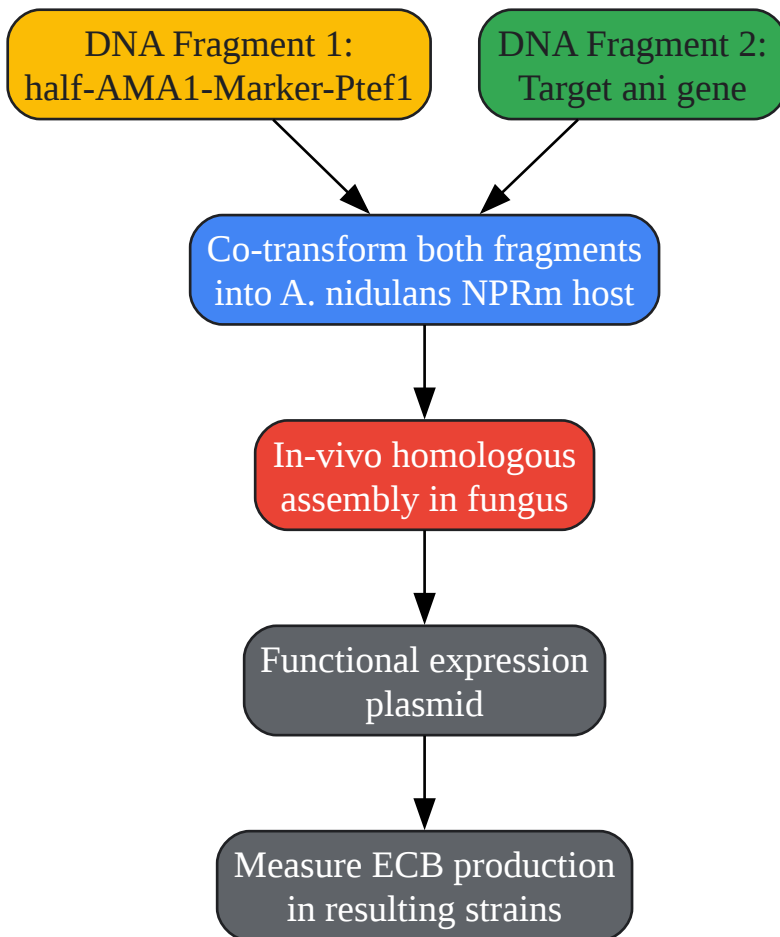 DNA Fragment 1:
half-AMA1-Marker-Ptef1
DNA Fragment 2:
Target ani gene
Co-transform both fragments
into A. nidulans NPRm host
In-vivo homologous
assembly in fungus
Functional expression
plasmid
Measure ECB production
in resulting strains